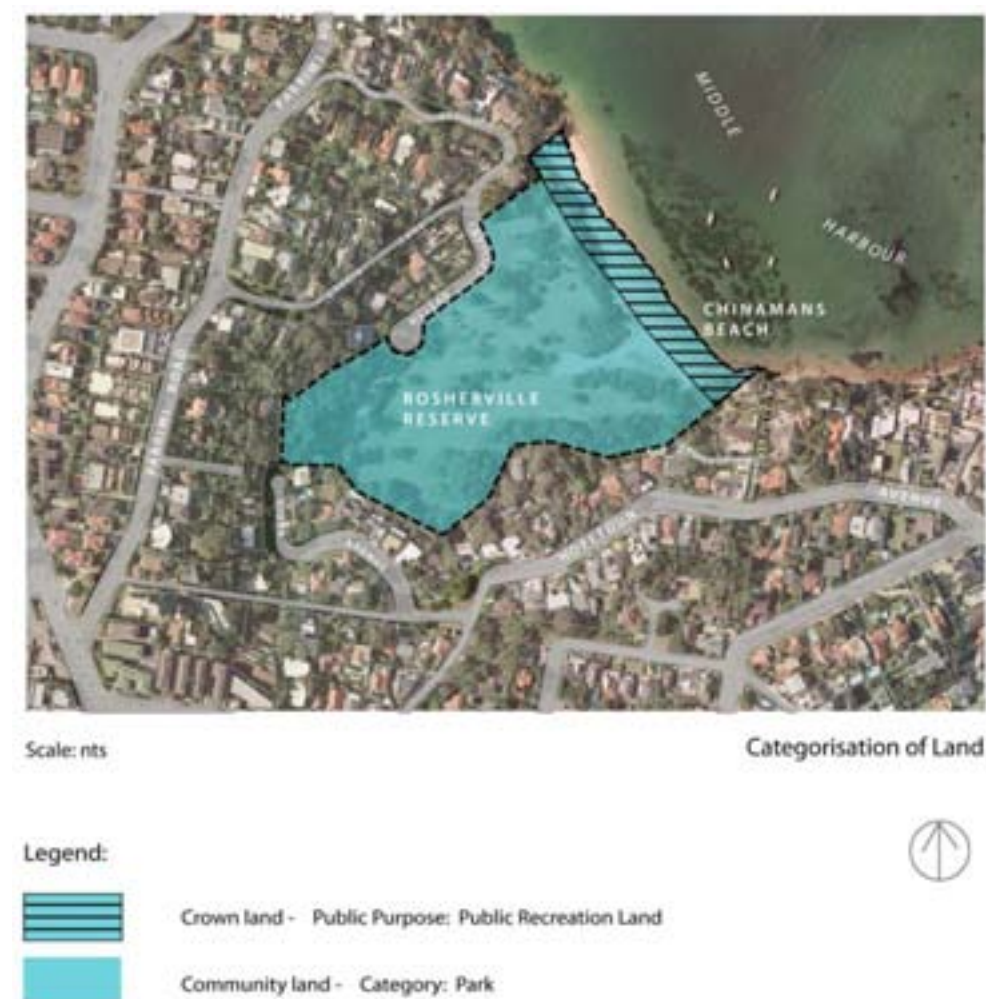 MIDDLE
HARBOUR
CHINAMANS
BEACH
ROSHERVILLE
RESERVE
AVENUE
Scale: nts
Categorisation of Land
Legend:
Crown land - Public Purpose: Public Recreation Land
Community land - Category: Park